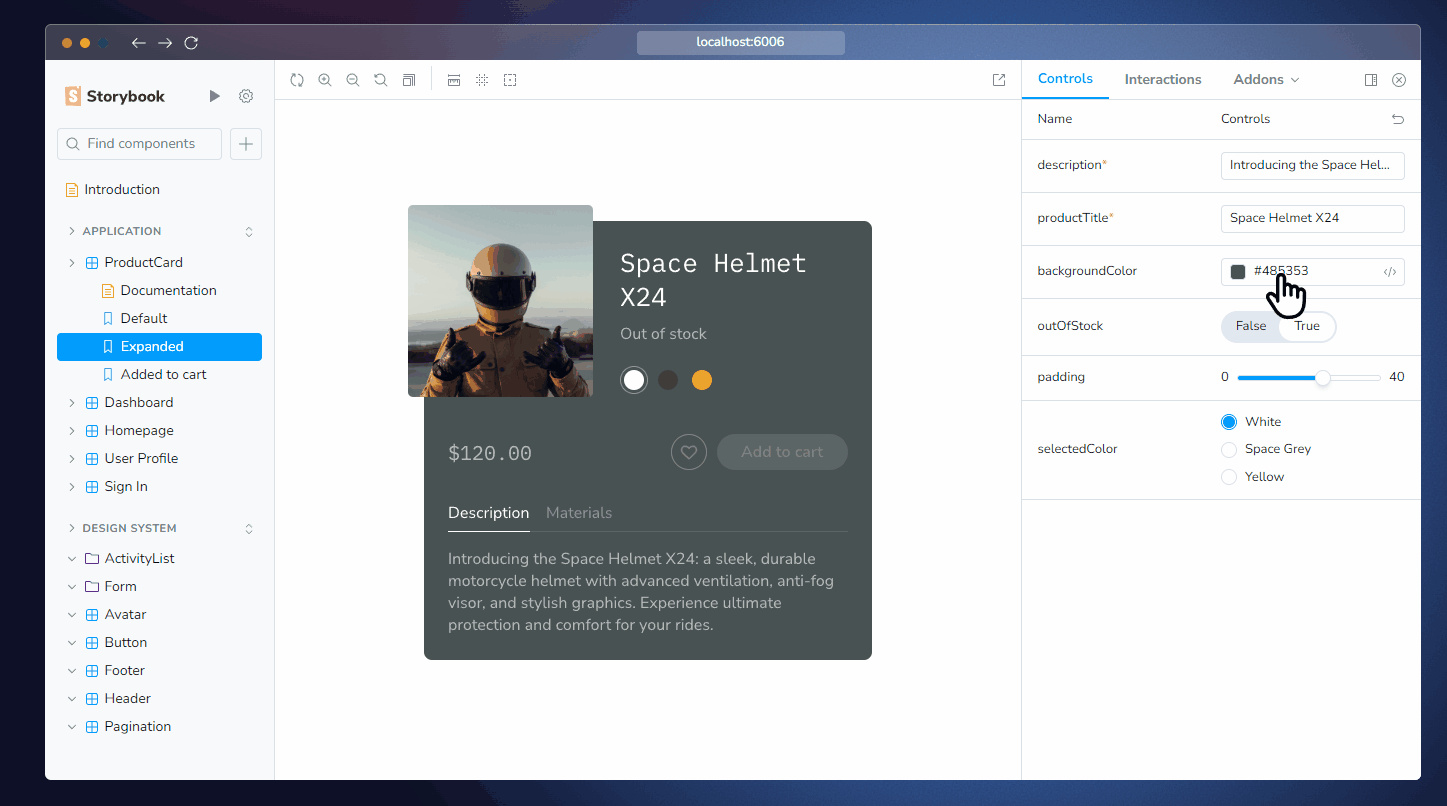 localhost:6006
Storybook
Find components
Introduction
APPLICATION
ProductCard
Documentation
Default
Expanded
Added to cart
Dashboard
Homepage
User Profile
Sign In
DESIGN SYSTEM
ActivityList
Form
Avatar
Button
Footer
Header
Pagination
Space Helmet
X24
Out of stock
$120.00
Add to cart
Description Materials
Introducing the Space Helmet X24: a sleek, durable
motorcycle helmet with advanced ventilation, anti-fog
visor, and stylish graphics. Experience ultimate
protection and comfort for your rides.
Controls Interactions Addons
Name Controls
description* Introducing the Space Hel...
productTitle* Space Helmet X24
backgroundColor #485353
outOfStock False True
padding 0 40
selectedColor
White
Space Grey
Yellow